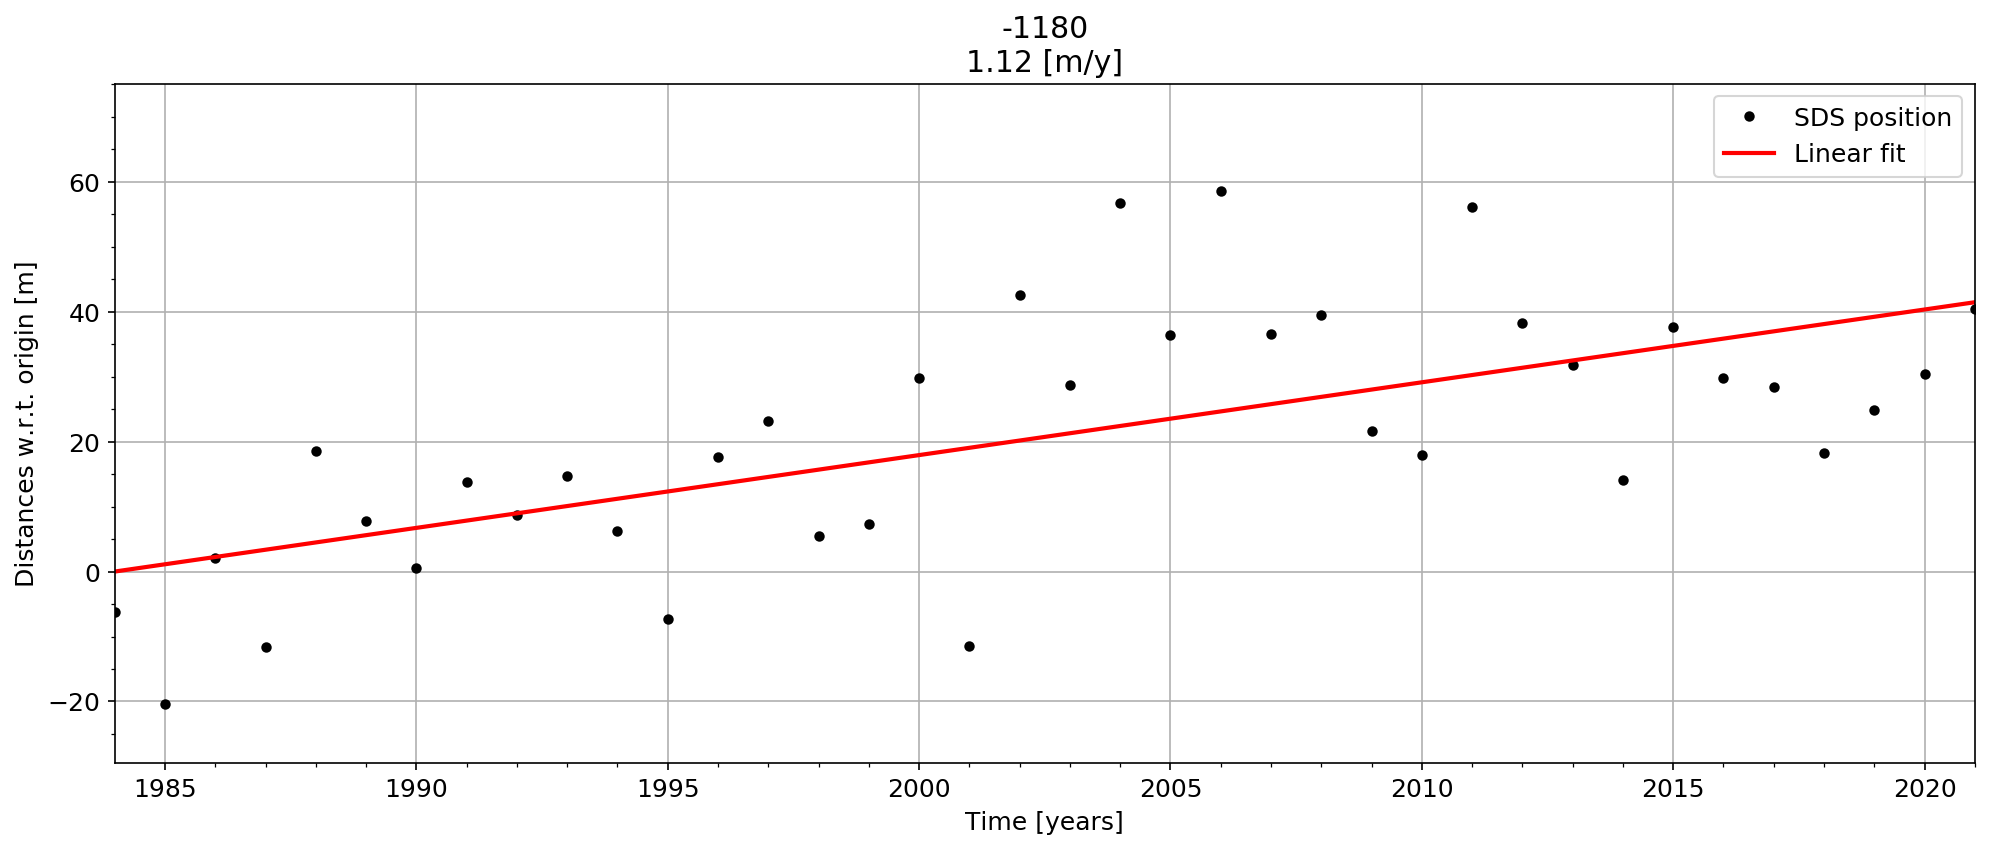 -1180
1.12 [m/y]
SDS position
Linear fit
Distances w.r.t. origin [m]
60
40
20
0
−20
1985 1990 1995 2000 2005 2010 2015 2020
Time [years]